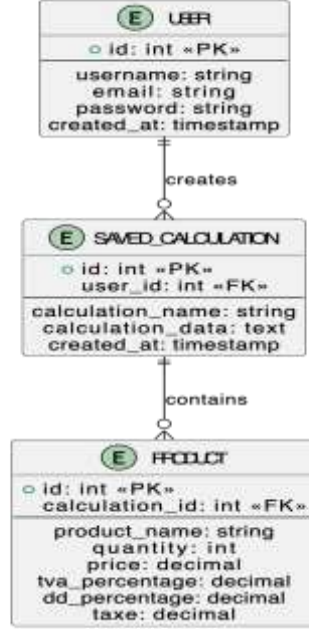 E USER
id: int «PK»
username: string
email: string
password: string
created_at: timestamp
creates
E SAVED_CALCULATION
id: int «PK»
user_id: int «FK»
calculation_name: string
calculation_data: text
created_at: timestamp
contains
E PRODUCT
id: int «PK»
calculation_id: int «FK»
product_name: string
quantity: int
price: decimal
tva_percentage: decimal
dd_percentage: decimal
taxe: decimal